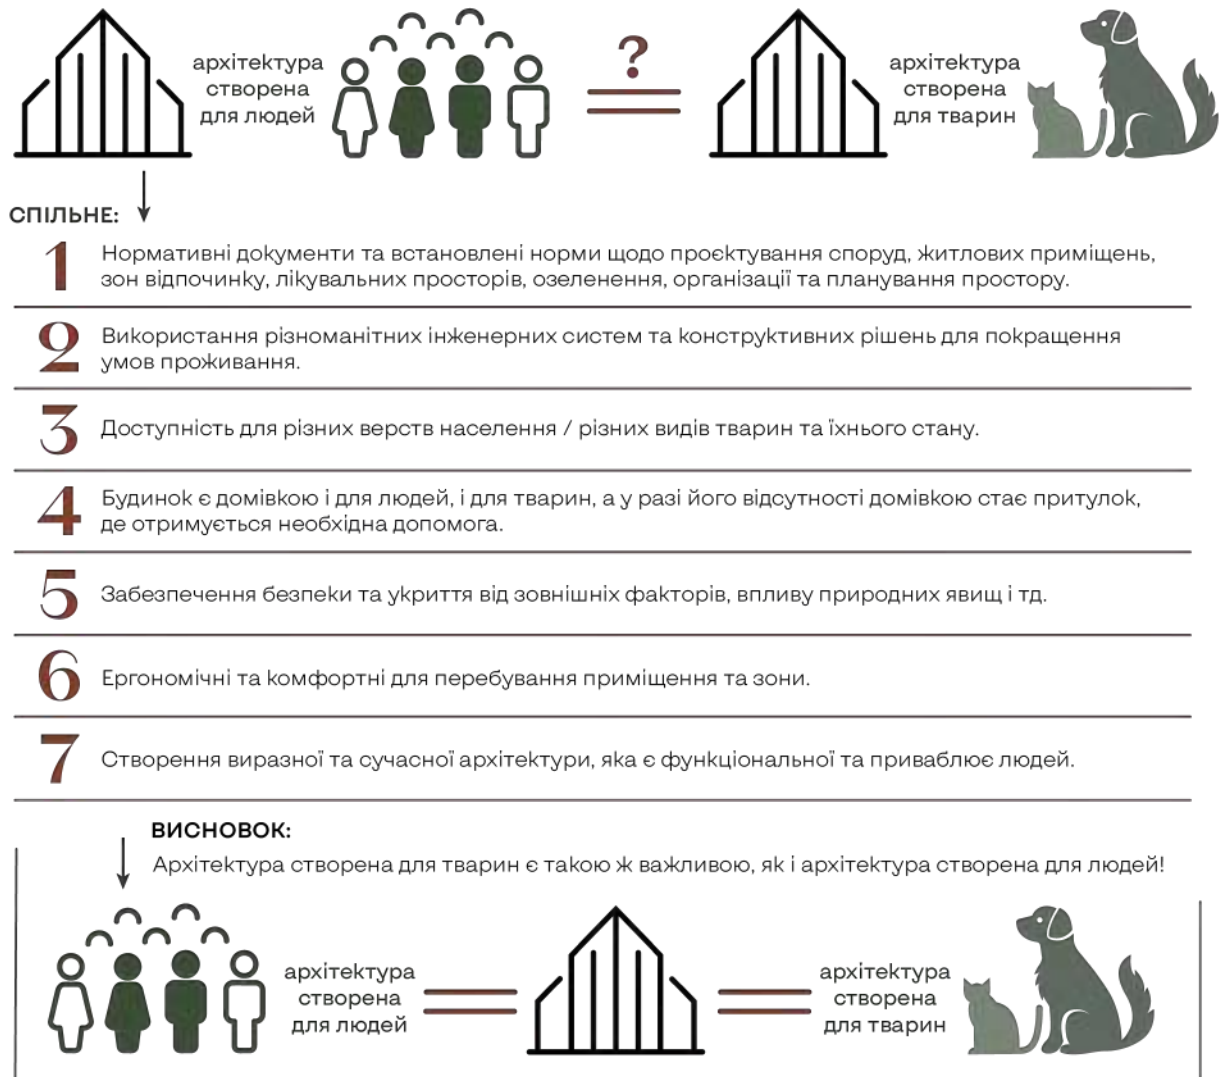 архітектура
створена
для людей
?
архітектура
створена
для тварин
СПІЛЬНЕ:
1 Нормативні документи та встановлені норми щодо проєктування споруд, житлових приміщень,
зон відпочинку, лікувальних просторів, озеленення, організації та планування простору.
2 Використання різноманітних інженерних систем та конструктивних рішень для покращення
умов проживання.
3 Доступність для різних верств населення / різних видів тварин та їхнього стану.
4 Будинок є домівкою і для людей, і для тварин, а у разі його відсутності домівкою стає притулок,
де отримується необхідна допомога.
5 Забезпечення безпеки та укриття від зовнішніх факторів, впливу природних явищ і тд.
6 Ергономічні та комфортні для перебування приміщення та зони.
7 Створення виразної та сучасної архітектури, яка є функціональної та приваблює людей.
ВИСНОВОК:
Архітектура створена для тварин є такою ж важливою, як і архітектура створена для людей!
архітектура
створена
для людей
архітектура
створена
для тварин